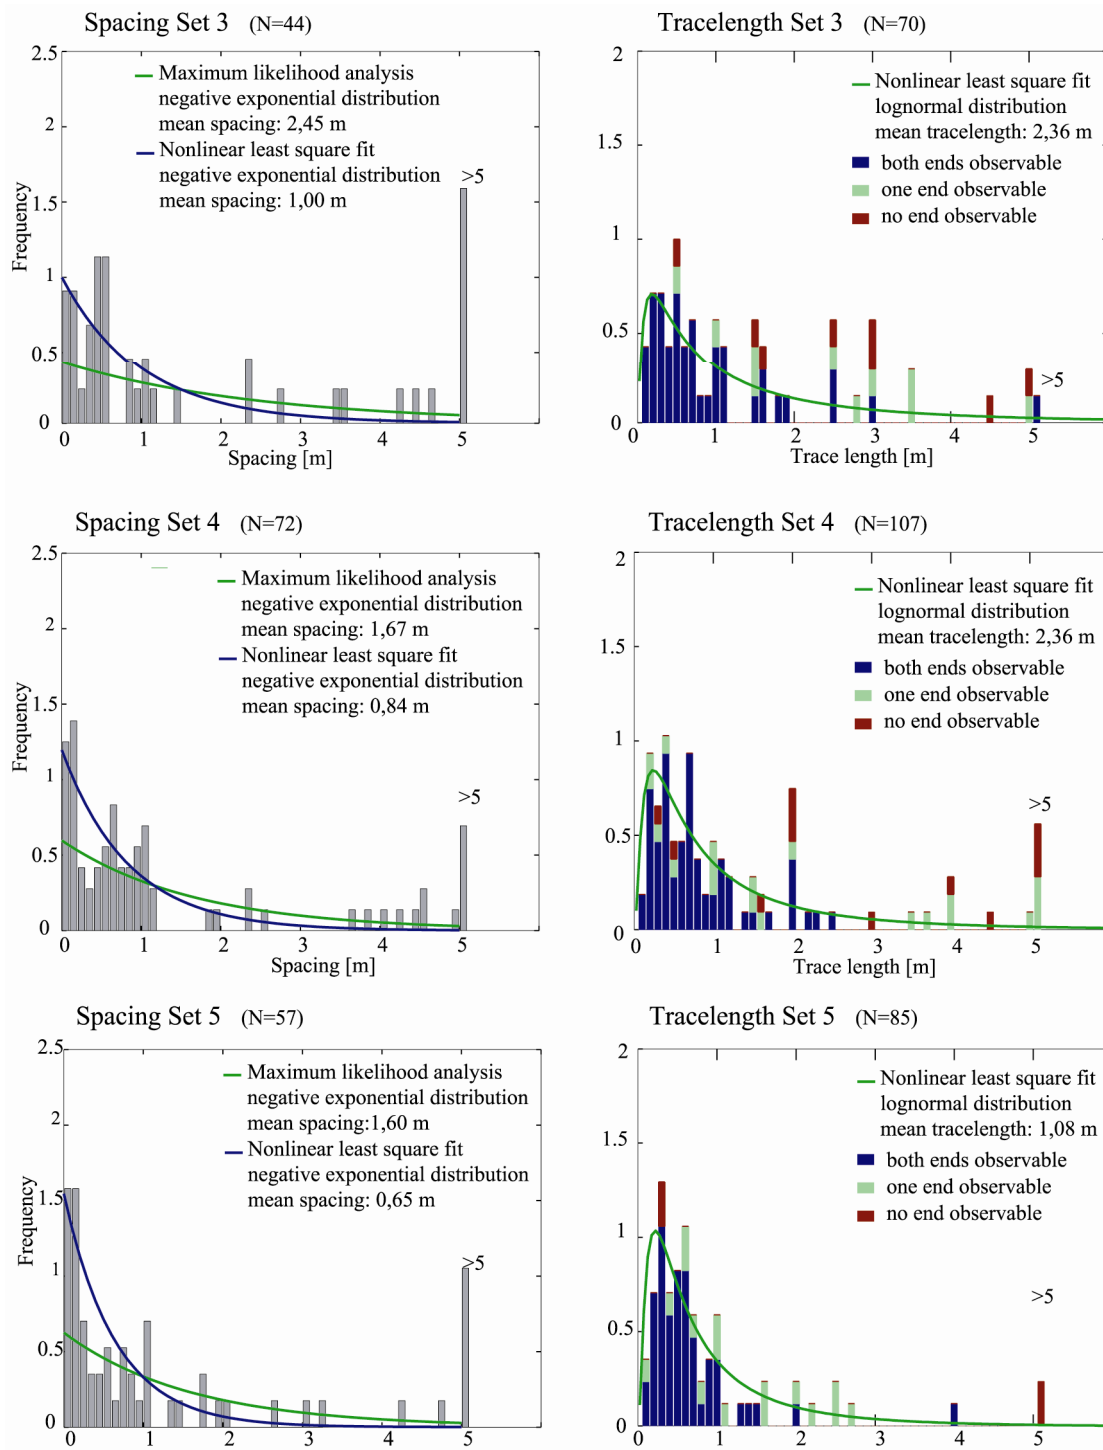 Spacing Set 3 (N=44)
2.5
2
1.5
1
0.5
0
Frequency
Maximum likelihood analysis
negative exponential distribution
mean spacing: 2,45 m
Nonlinear least square fit
negative exponential distribution
mean spacing: 1,00 m
>5
0 1 2 3 4 5
Spacing [m]
Tracelength Set 3 (N=70)
2
1.5
1
0.5
0
Nonlinear least square fit
lognormal distribution
mean tracelength: 2,36 m
both ends observable
one end observable
no end observable
>5
0 1 2 3 4 5
Trace length [m]
Spacing Set 4 (N=72)
2.5
2
1.5
1
0.5
0
Frequency
Maximum likelihood analysis
negative exponential distribution
mean spacing: 1,67 m
Nonlinear least square fit
negative exponential distribution
mean spacing: 0,84 m
>5
0 1 2 3 4 5
Spacing [m]
Tracelength Set 4 (N=107)
2
1.5
1
0.5
0
Nonlinear least square fit
lognormal distribution
mean tracelength: 2,36 m
both ends observable
one end observable
no end observable
>5
0 1 2 3 4 5
Trace length [m]
Spacing Set 5 (N=57)
2.5
2
1.5
1
0.5
0
Frequency
Maximum likelihood analysis
negative exponential distribution
mean spacing:1,60 m
Nonlinear least square fit
negative exponential distribution
mean spacing: 0,65 m
>5
0 1 2 3 4 5
Tracelength Set 5 (N=85)
2
1.5
1
0.5
0
Nonlinear least square fit
lognormal distribution
mean tracelength: 1,08 m
both ends observable
one end observable
no end observable
>5
0 1 2 3 4 5